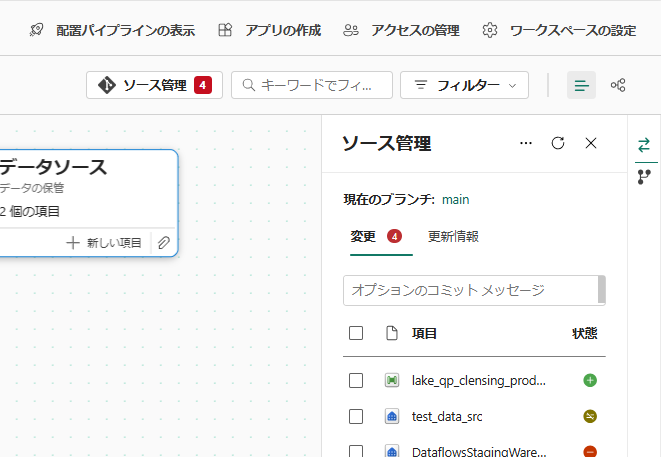 配置パイプラインの表示 アプリの作成 アクセスの管理 ワークスペースの設定
ソース管理 4 キーワードでフィ... フィルター
データソース
データの保管
2 個の項目
新しい項目
ソース管理
現在のブランチ: main
変更 4 更新情報
オプションのコミット メッセージ
項目 状態
lake_qp_clensing_prod...
test_data_src
DataflowsStagingWare...